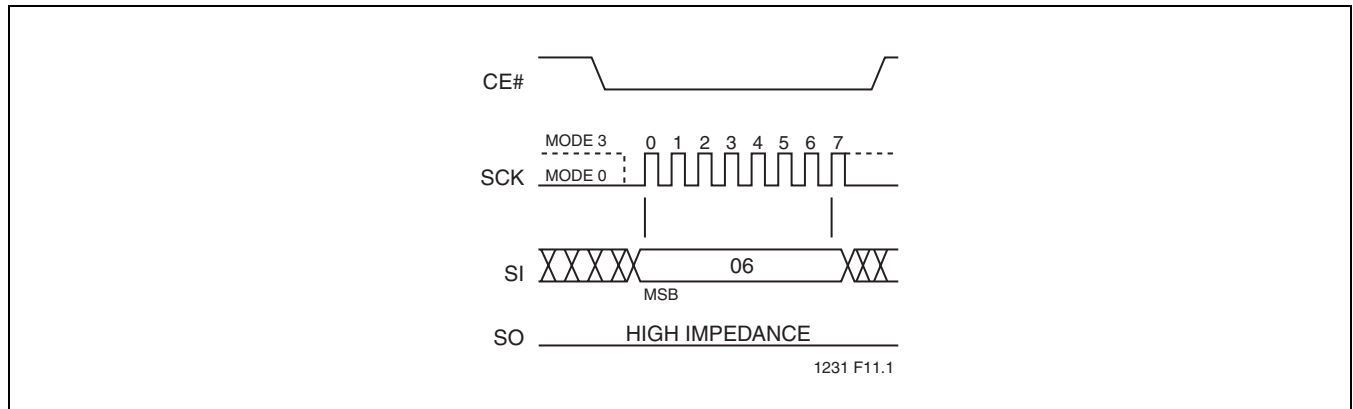 CE#
MODE 3
0 1 2 3 4 5 6 7
SCK
MODE 0
SI
06
MSB
SO
HIGH IMPEDANCE
1231 F11.1